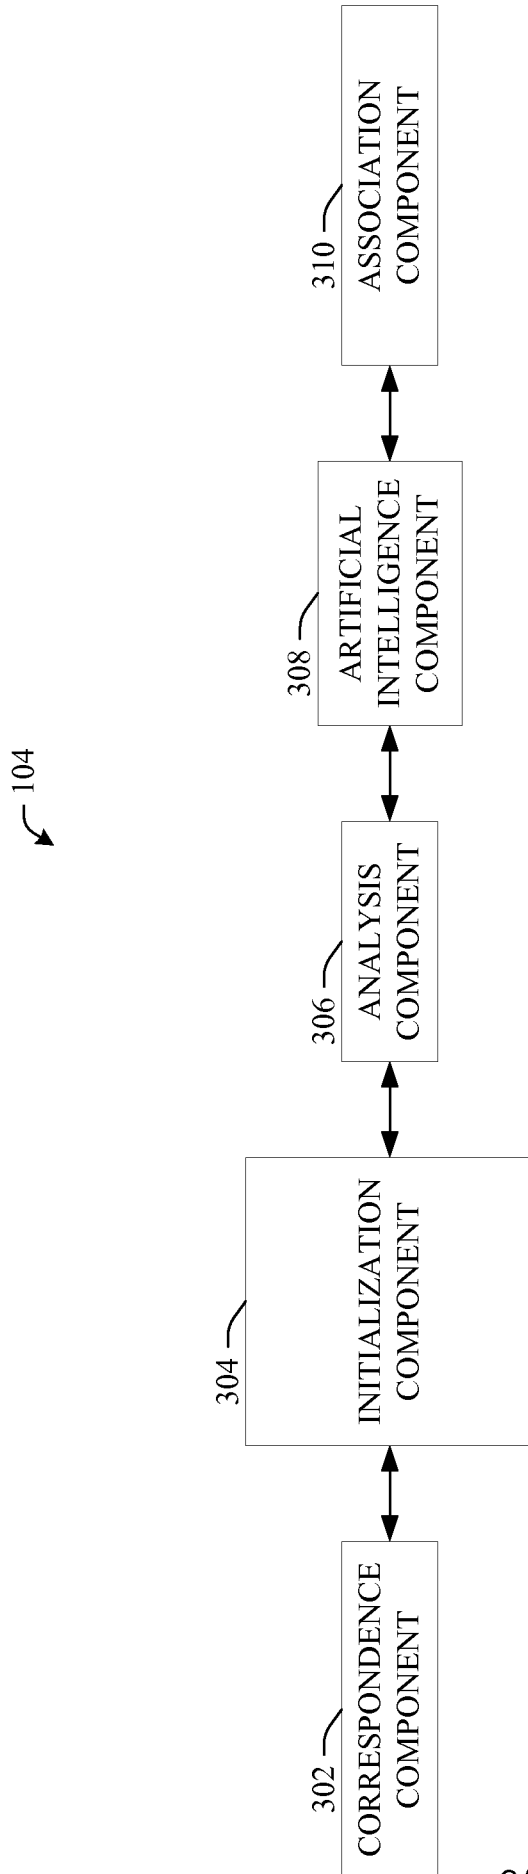 104
302
CORRESPONDENCE
COMPONENT
304
INITIALIZATION
COMPONENT
306
ANALYSIS
COMPONENT
308
ARTIFICIAL
INTELLIGENCE
COMPONENT
310
ASSOCIATION
COMPONENT